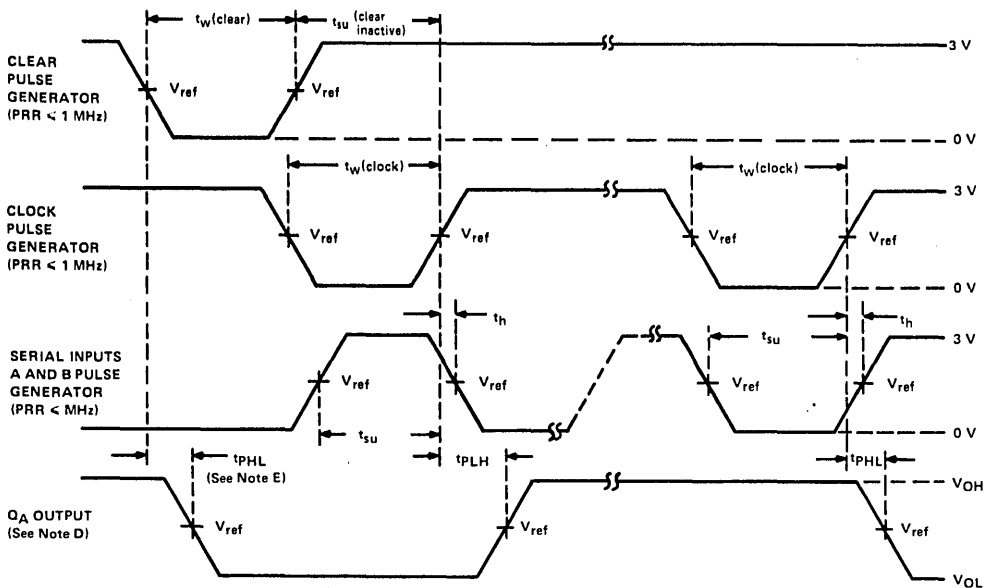 tw(clear)
tsu (clear inactive)
CLEAR
PULSE
GENERATOR
(PRR ≤ 1 MHz)
Vref
Vref
3 V
0 V
tw(clock)
tw(clock)
CLOCK
PULSE
GENERATOR
(PRR ≤ 1 MHz)
Vref
Vref
Vref
Vref
3 V
0 V
th
tsu
th
SERIAL INPUTS
A AND B PULSE
GENERATOR
(PRR ≤ MHz)
Vref
Vref
Vref
Vref
3 V
0 V
tsu
tPHL
(See Note E)
tPLH
tPHL
QA OUTPUT
(See Note D)
Vref
Vref
Vref
VOH
VOL